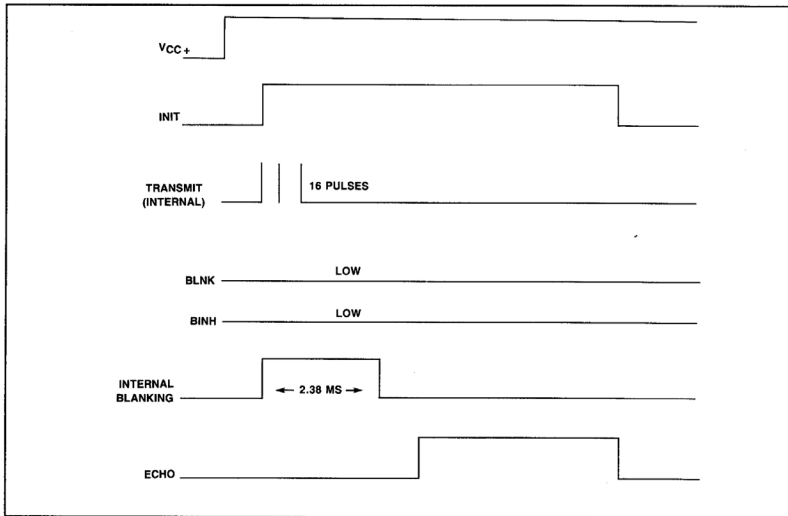 VCC+
INIT
TRANSMIT
(INTERNAL)
16 PULSES
BLNK
LOW
BINH
LOW
INTERNAL
BLANKING
2.38 MS
ECHO